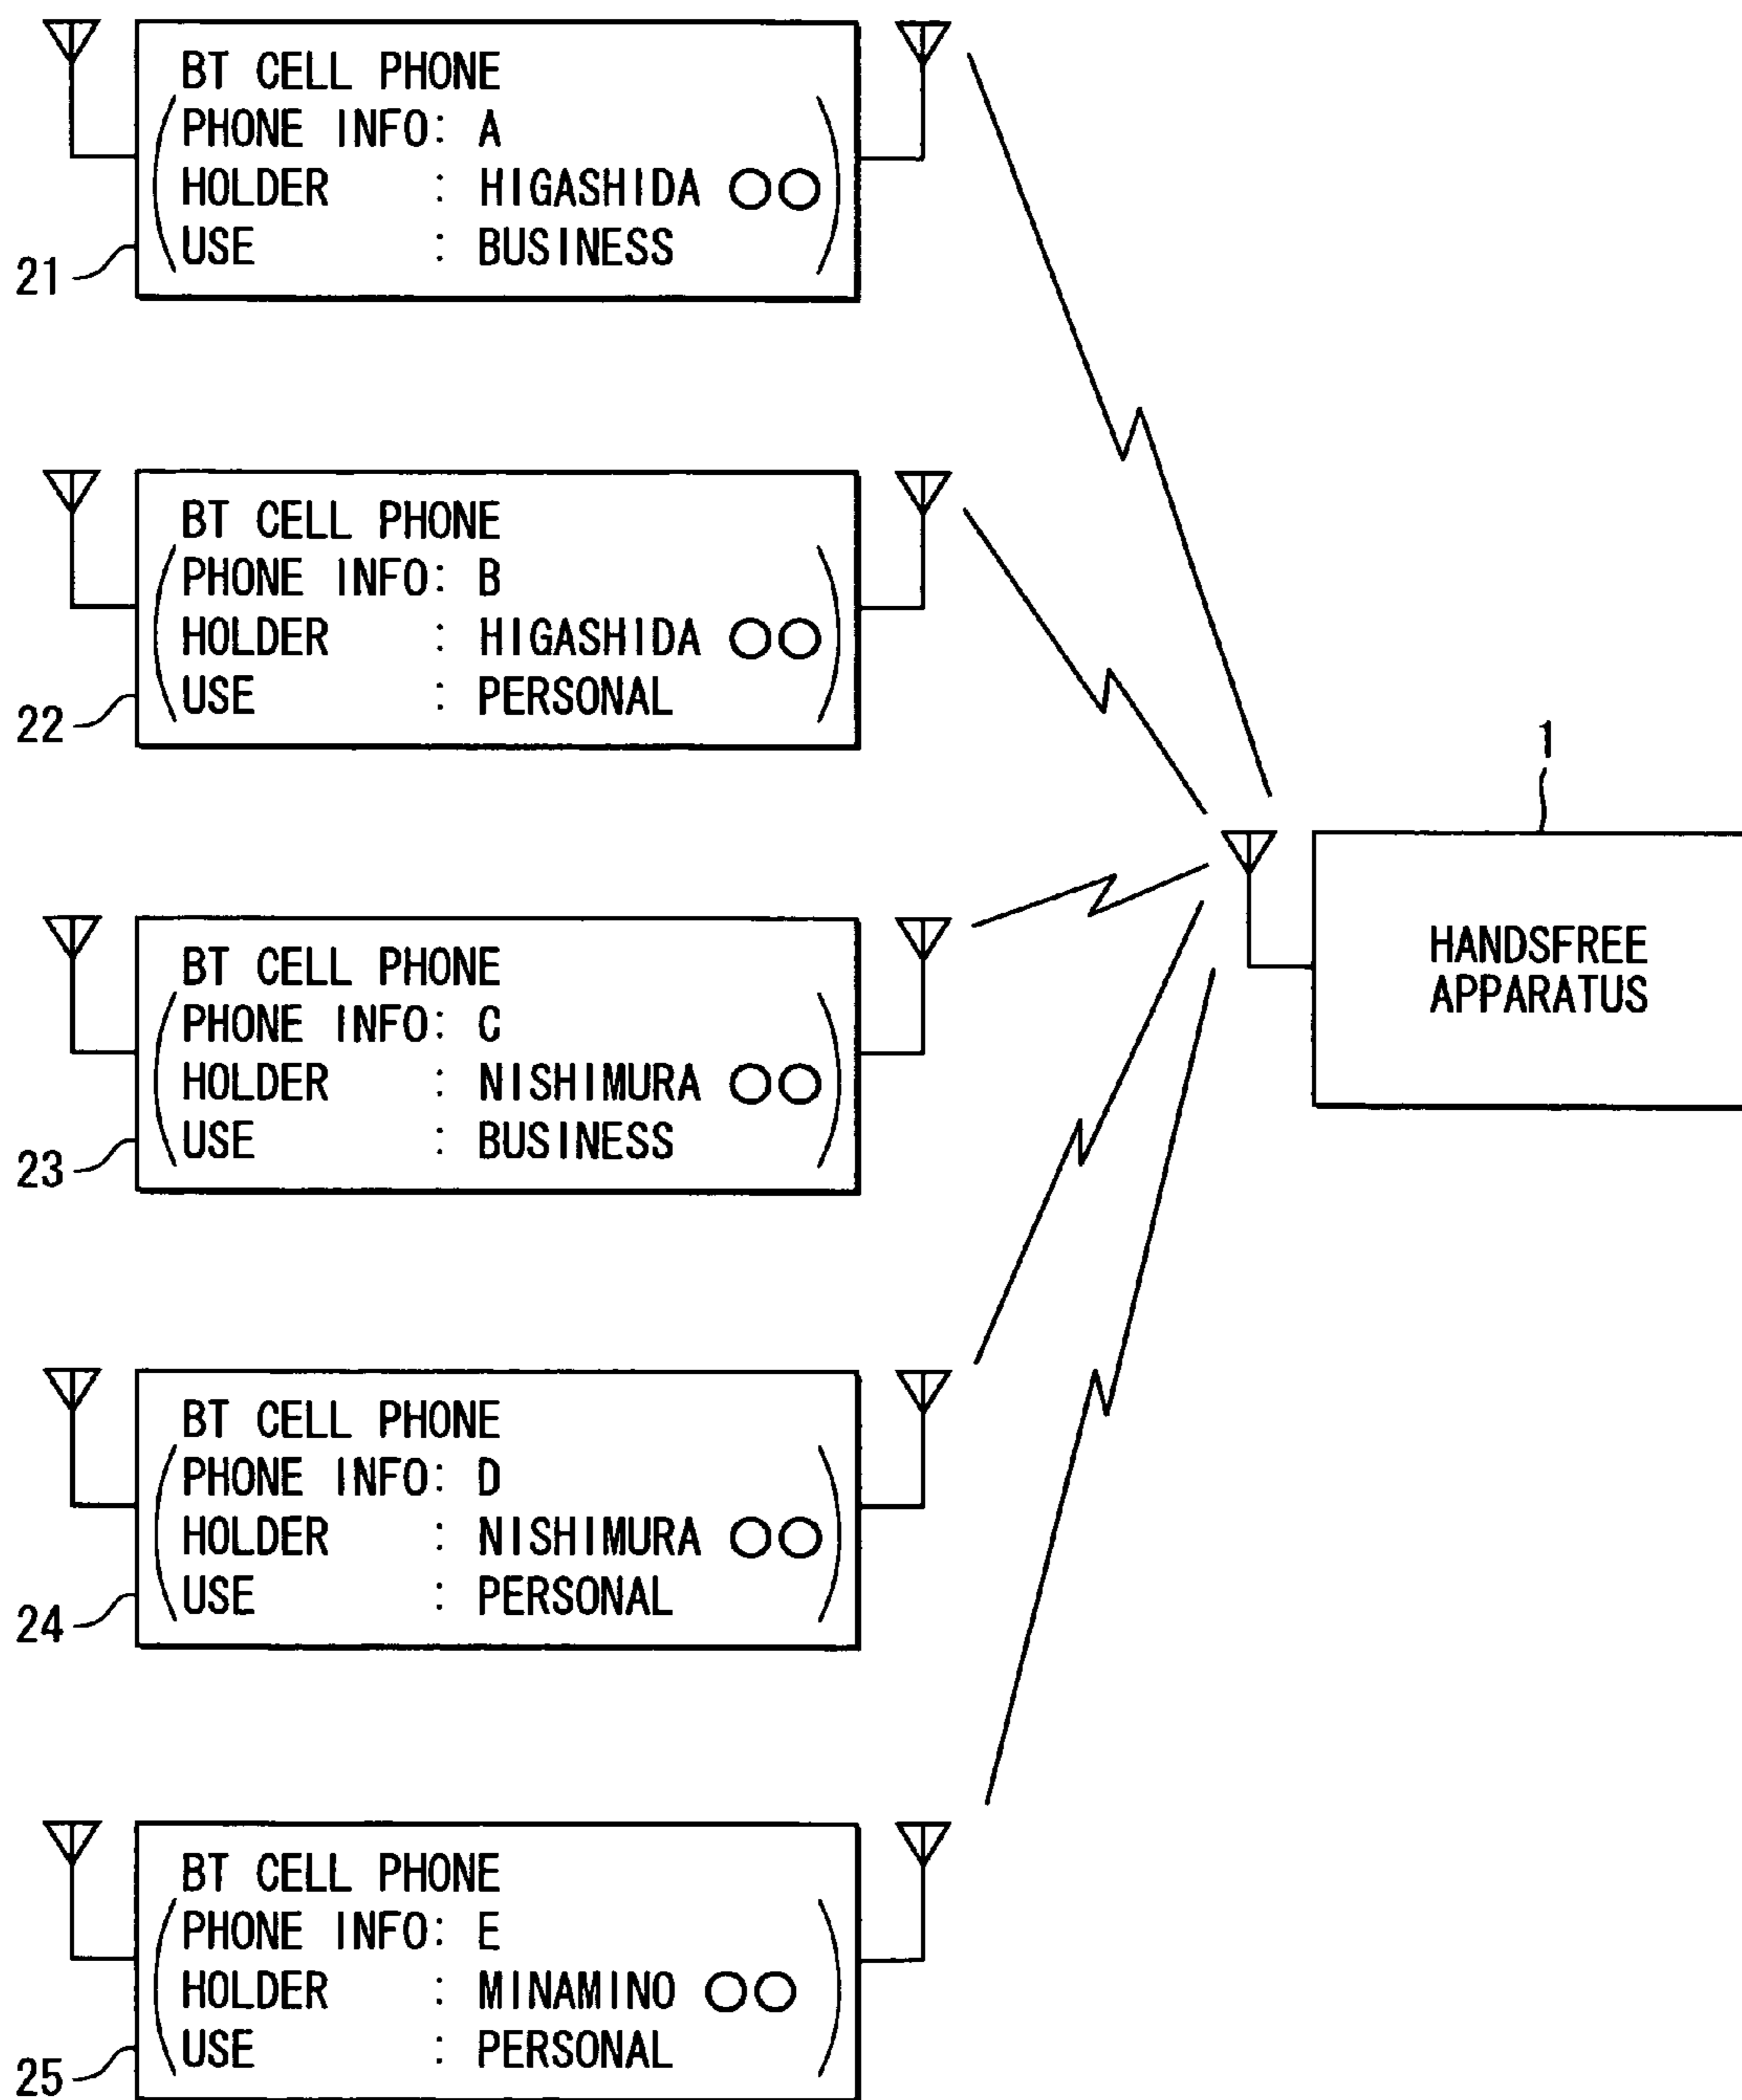 BT CELL PHONE
PHONE INFO: A
HOLDER : HIGASHIDA ○○
USE : BUSINESS
21
BT CELL PHONE
PHONE INFO: B
HOLDER : HIGASHIDA ○○
USE : PERSONAL
22
1
HANDSFREE
APPARATUS
BT CELL PHONE
PHONE INFO: C
HOLDER : NISHIMURA ○○
USE : BUSINESS
23
BT CELL PHONE
PHONE INFO: D
HOLDER : NISHIMURA ○○
USE : PERSONAL
24
BT CELL PHONE
PHONE INFO: E
HOLDER : MINAMINO ○○
USE : PERSONAL
25